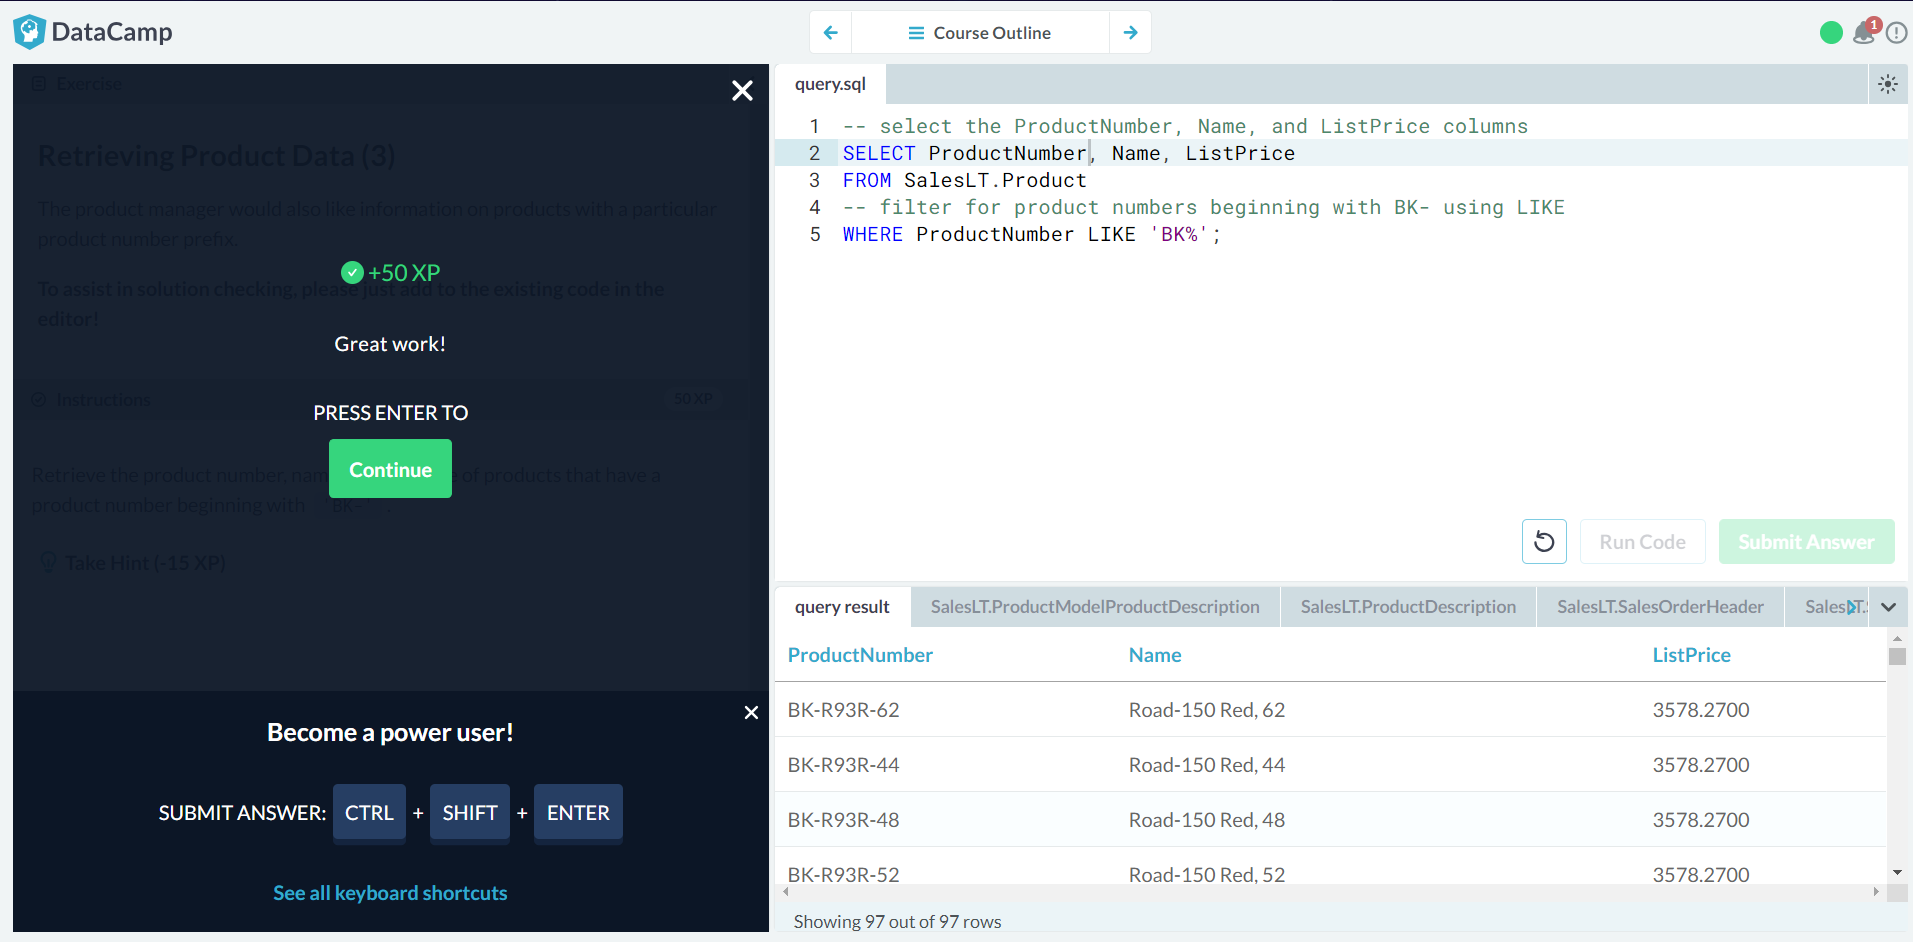 DataCamp
Course Outline
1
Exercise
Retrieving Product Data (3)
The product manager would also like information on products with a particular
product number prefix.
+50 XP
To assist in solution checking, please just add to the existing code in the
editor!
Great work!
Instructions
50 XP
PRESS ENTER TO
Continue
Retrieve the product number, of products that have a
product number beginning with 'BK-' .
Take Hint (-15 XP)
Become a power user!
SUBMIT ANSWER: CTRL + SHIFT + ENTER
See all keyboard shortcuts
query.sql
1 -- select the ProductNumber, Name, and ListPrice columns
2 SELECT ProductNumber, Name, ListPrice
3 FROM SalesLT.Product
4 -- filter for product numbers beginning with BK- using LIKE
5 WHERE ProductNumber LIKE 'BK%';
Run Code
Submit Answer
query result SalesLT.ProductModelProductDescription SalesLT.ProductDescription SalesLT.SalesOrderHeader
ProductNumber Name ListPrice
BK-R93R-62 Road-150 Red, 62 3578.2700
BK-R93R-44 Road-150 Red, 44 3578.2700
BK-R93R-48 Road-150 Red, 48 3578.2700
BK-R93R-52 Road-150 Red, 52 3578.2700
Showing 97 out of 97 rows